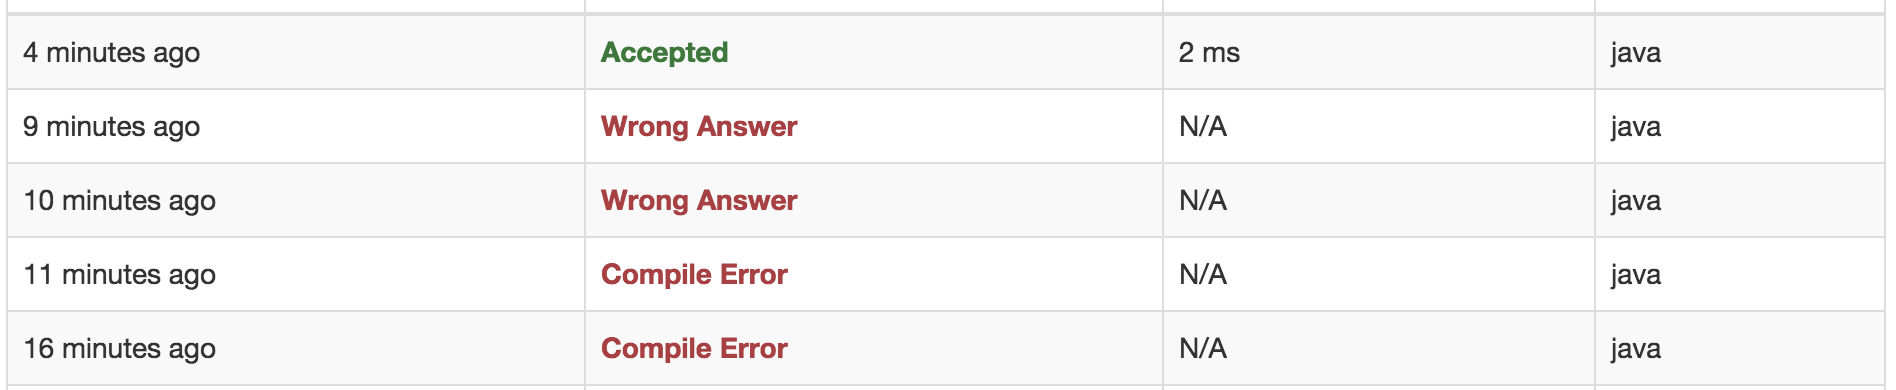 4 minutes ago Accepted 2 ms java
9 minutes ago Wrong Answer N/A java
10 minutes ago Wrong Answer N/A java
11 minutes ago Compile Error N/A java
16 minutes ago Compile Error N/A java